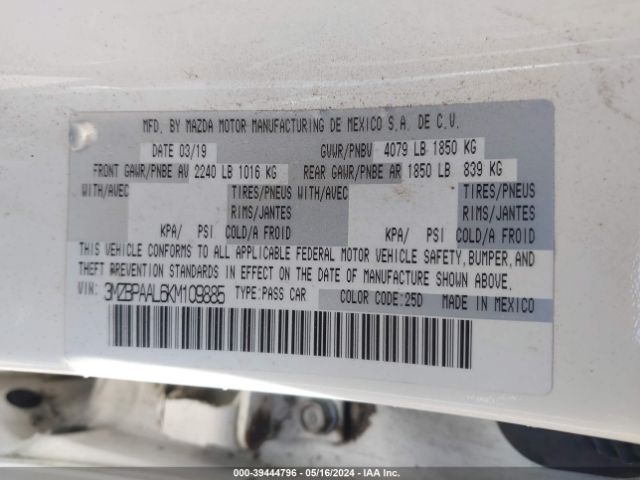 MFD. BY MAZDA MOTOR MANUFACTURING DE MEXICO S.A. DE C.V.
DATE 03/19 GVWR/PNBV 4079 LB 1850 KG
FRONT GAWR/PNBE AV 2240 LB 1016 KG REAR GAWR/PNBE AR 1850 LB 839 KG
WITH/AVEC TIRES/PNEUS WITH/AVEC TIRES/PNEUS
RIMS/JANTES RIMS/JANTES
KPA/ PSI COLD/A FROID KPA/ PSI COLD/A FROID
THIS VEHICLE CONFORMS TO ALL APPLICABLE FEDERAL MOTOR VEHICLE SAFETY, BUMPER, AND
THEFT PREVENTION STANDARDS IN EFFECT ON THE DATE OF MANUFACTURE SHOWN ABOVE.
VIN: 3MZBPAAL6KM109885 TYPE:PASS CAR COLOR CODE:25D MADE IN MEXICO
000-39444796 - 05/16/2024 - IAA Inc.